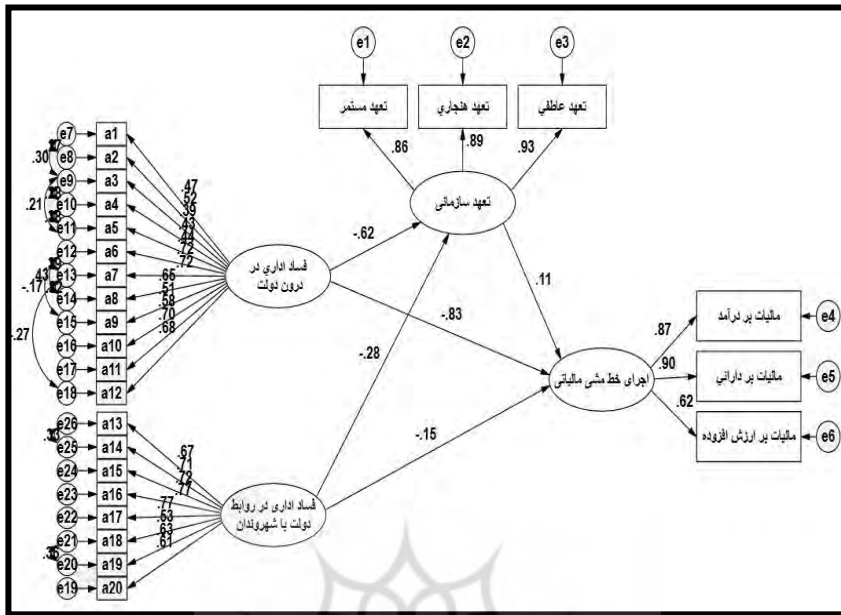 e1
e2
e3
تعهد مستمر
تعهد هنجاري
تعهد عاطفي
.86
.89
.93
تعهد سازمانی
e7
a1
e8
a2
e9
a3
e10
a4
e11
a5
e12
a6
e13
a7
e14
a8
e15
a9
e16
a10
e17
a11
e18
a12
.30
.21
.43
-.17
-.27
.47
.52
.39
.43
.44
.72
.72
.65
.51
.58
.70
.68
فساد اداري در
درون دولت
-.62
-.83
-.28
-.15
.11
اجرای خط مشی مالیاتی
.87
.90
.62
مالیات بر درآمد
e4
مالیات بر دارائي
e5
مالیات بر ارزش افزوده
e6
e26
a13
e25
a14
e24
a15
e23
a16
e22
a17
e21
a18
e20
a19
e19
a20
.67
.71
.72
.77
.77
.53
.63
.61
فساد اداری در روابط
دولت با شهروندان